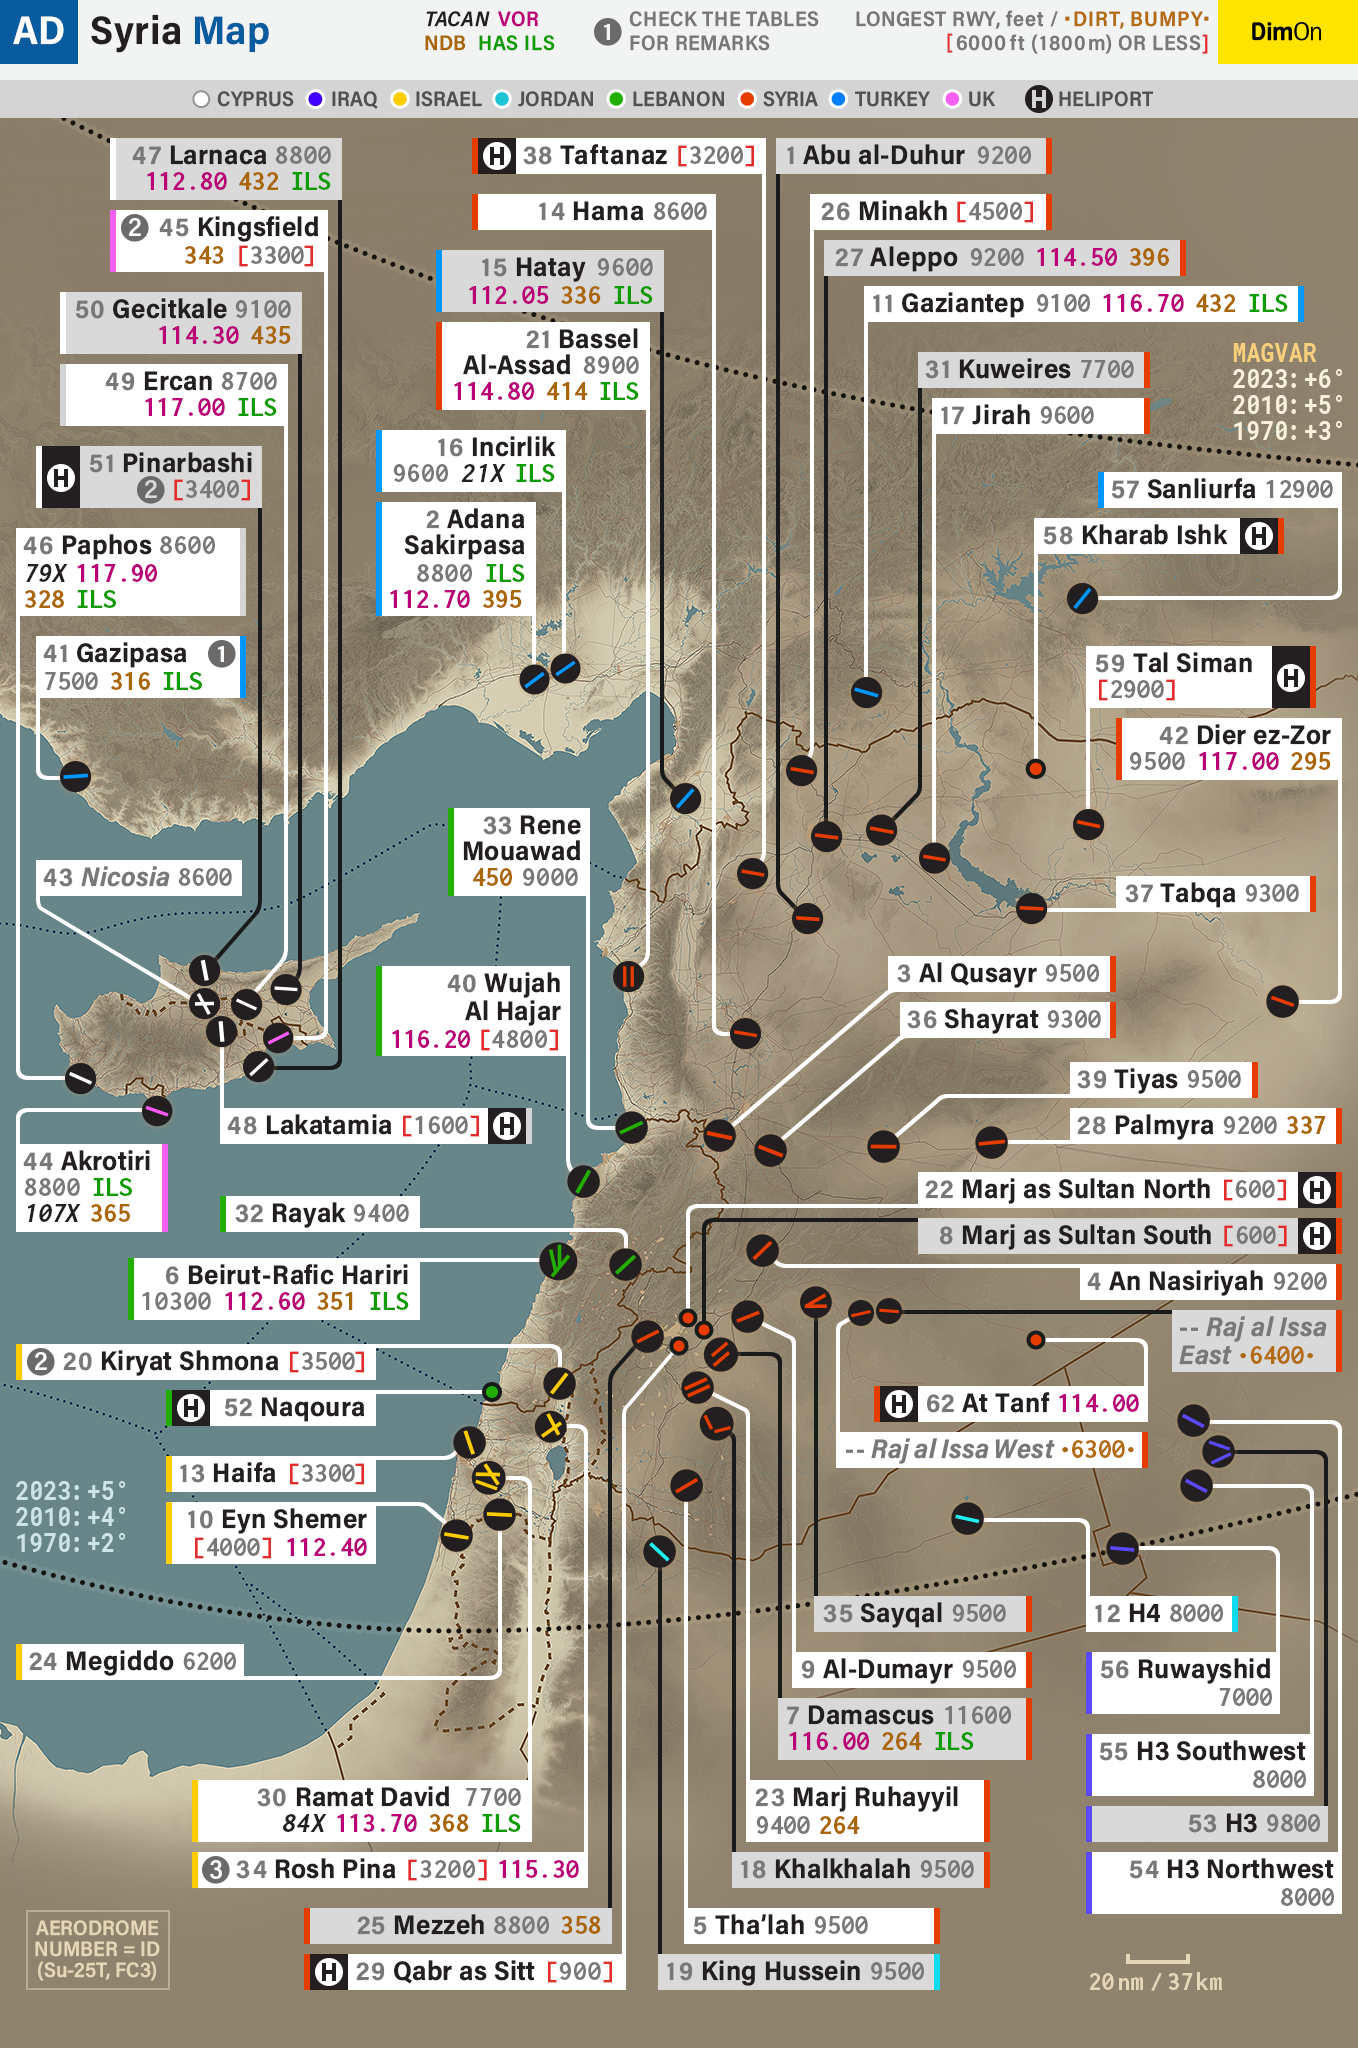 AD Syria Map
TACAN VOR
NDB HAS ILS
1 CHECK THE TABLES
FOR REMARKS
LONGEST RWY, feet / •DIRT, BUMPY•
[6000 ft (1800 m) OR LESS]
DimOn
CYPRUS IRAQ ISRAEL JORDAN LEBANON SYRIA TURKEY UK H HELIPORT
47 Larnaca 8800
112.80 432 ILS
2 45 Kingsfield
343 [3300]
50 Gecitkale 9100
114.30 435
49 Ercan 8700
117.00 ILS
H 51 Pinarbashi
2 [3400]
46 Paphos 8600
79X 117.90
328 ILS
41 Gazipasa 1
7500 316 ILS
43 Nicosia 8600
H 38 Taftanaz [3200]
14 Hama 8600
15 Hatay 9600
112.05 336 ILS
21 Bassel
Al-Assad 8900
114.80 414 ILS
16 Incirlik
9600 21X ILS
2 Adana
Sakirpasa
8800 ILS
112.70 395
1 Abu al-Duhur 9200
26 Minakh [4500]
27 Aleppo 9200 114.50 396
11 Gaziantep 9100 116.70 432 ILS
31 Kuweires 7700
17 Jirah 9600
MAGVAR
2023: +6°
2010: +5°
1970: +3°
57 Sanliurfa 12900
58 Kharab Ishk H
59 Tal Siman H
[2900]
42 Dier ez-Zor
9500 117.00 295
33 Rene
Mouawad
450 9000
37 Tabqa 9300
40 Wujah
Al Hajar
116.20 [4800]
3 Al Qusayr 9500
36 Shayrat 9300
39 Tiyas 9500
28 Palmyra 9200 337
48 Lakatamia [1600] H
44 Akrotiri
8800 ILS
107X 365
22 Marj as Sultan North [600] H
8 Marj as Sultan South [600] H
4 An Nasiriyah 9200
32 Rayak 9400
6 Beirut-Rafic Hariri
10300 112.60 351 ILS
-- Raj al Issa
East •6400•
2 20 Kiryat Shmona [3500]
H 52 Naqoura
H 62 At Tanf 114.00
-- Raj al Issa West •6300•
13 Haifa [3300]
10 Eyn Shemer
[4000] 112.40
2023: +5°
2010: +4°
1970: +2°
35 Sayqal 9500
12 H4 8000
24 Megiddo 6200
9 Al-Dumayr 9500
56 Ruwayshid
7000
7 Damascus 11600
116.00 264 ILS
55 H3 Southwest
8000
30 Ramat David 7700
84X 113.70 368 ILS
23 Marj Ruhayyil
9400 264
53 H3 9800
3 34 Rosh Pina [3200] 115.30
18 Khalkhalah 9500
54 H3 Northwest
8000
25 Mezzeh 8800 358
5 Tha’lah 9500
H 29 Qabr as Sitt [900]
19 King Hussein 9500
AERODROME
NUMBER = ID
(Su-25T, FC3)
20 nm / 37 km